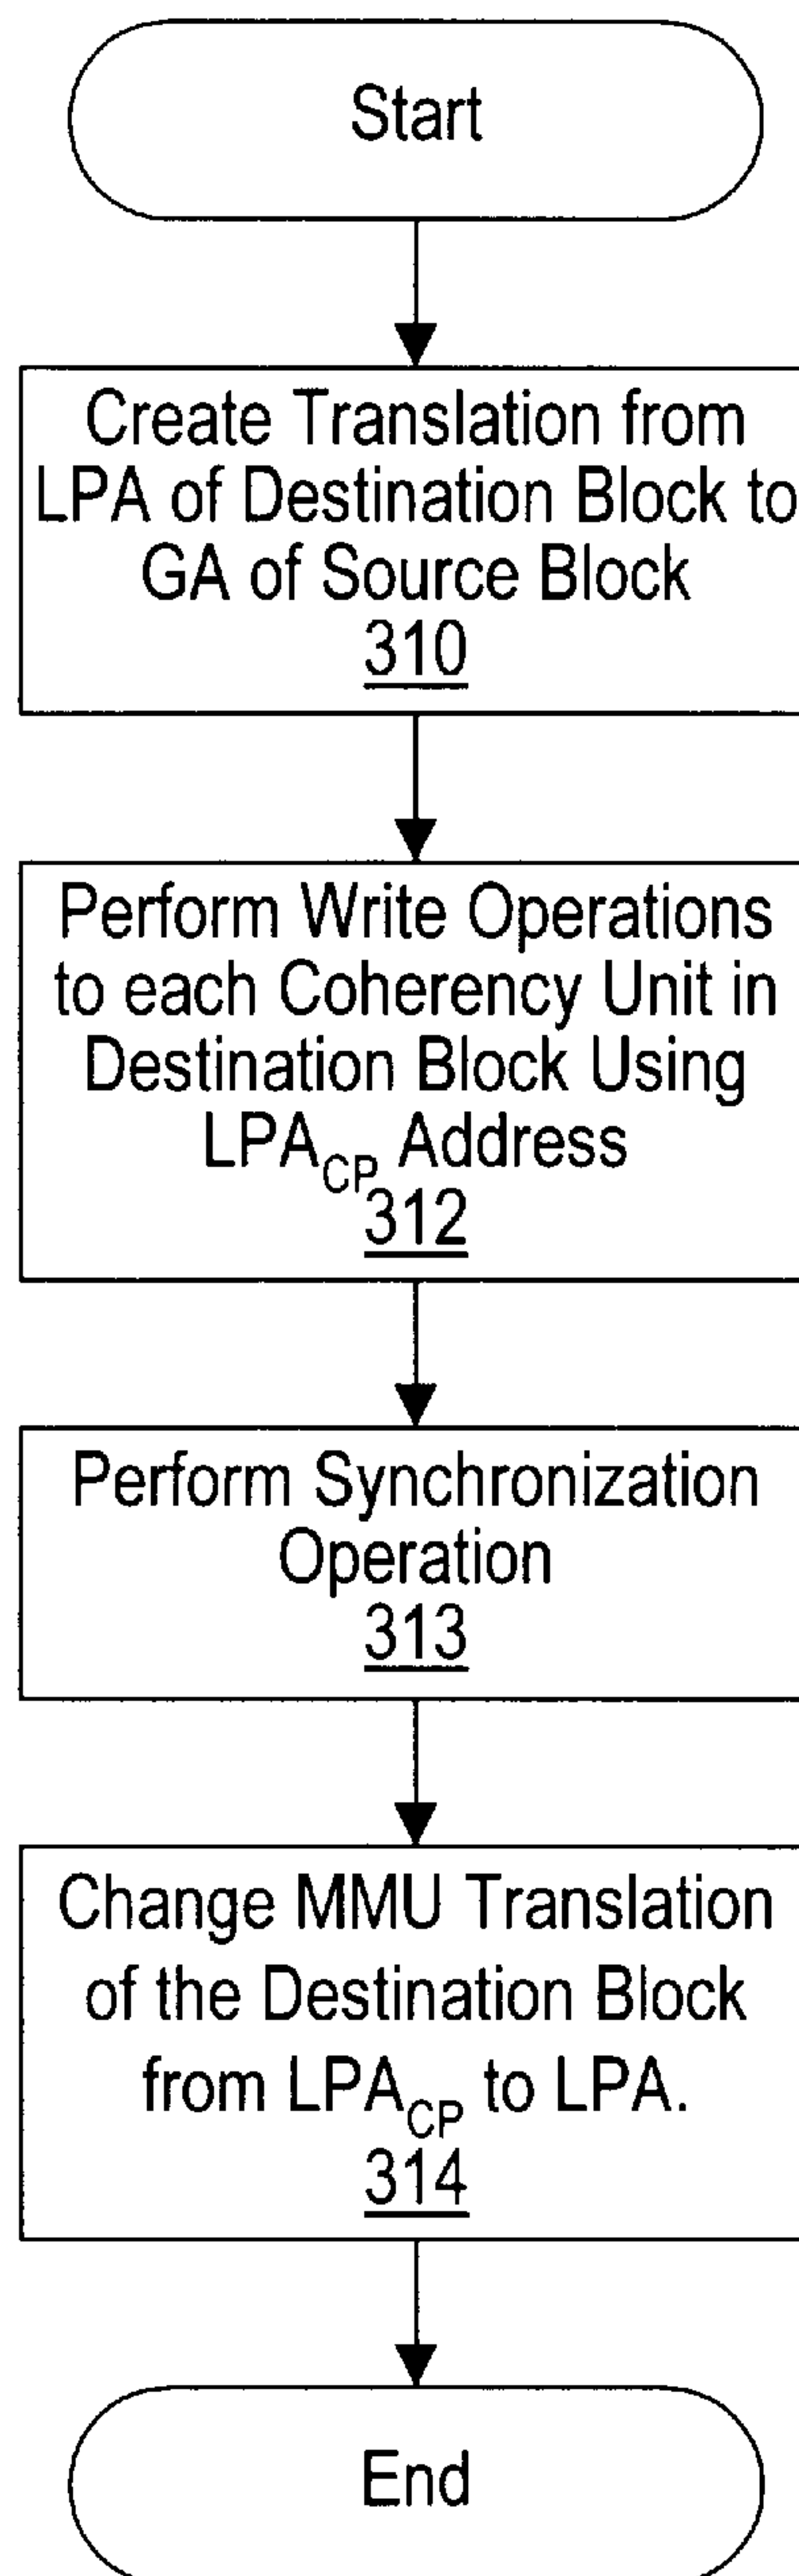 Start
Create Translation from
LPA of Destination Block to
GA of Source Block
310
Perform Write Operations
to each Coherency Unit in
Destination Block Using
LPA_CP Address
312
Perform Synchronization
Operation
313
Change MMU Translation
of the Destination Block
from LPA_CP to LPA.
314
End